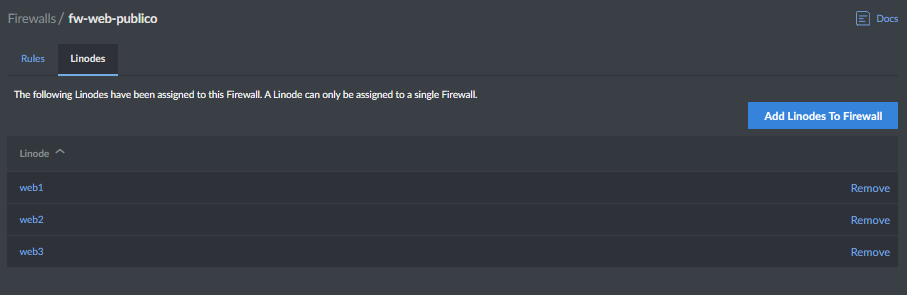 Firewalls / fw-web-publico
Docs
Rules
Linodes
The following Linodes have been assigned to this Firewall. A Linode can only be assigned to a single Firewall.
Add Linodes To Firewall
Linode
web1 Remove
web2 Remove
web3 Remove